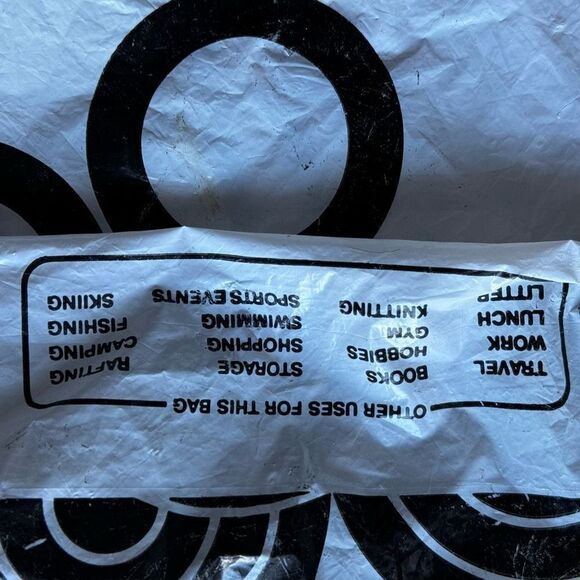 OTHER USES FOR THIS BAG
TRAVEL BOOKS STORAGE RAFTING
WORK HOBBIES SHOPPING CAMPING
LUNCH GYM SWIMMING FISHING
LITTER KNITTING SPORTS EVENTS SKIING